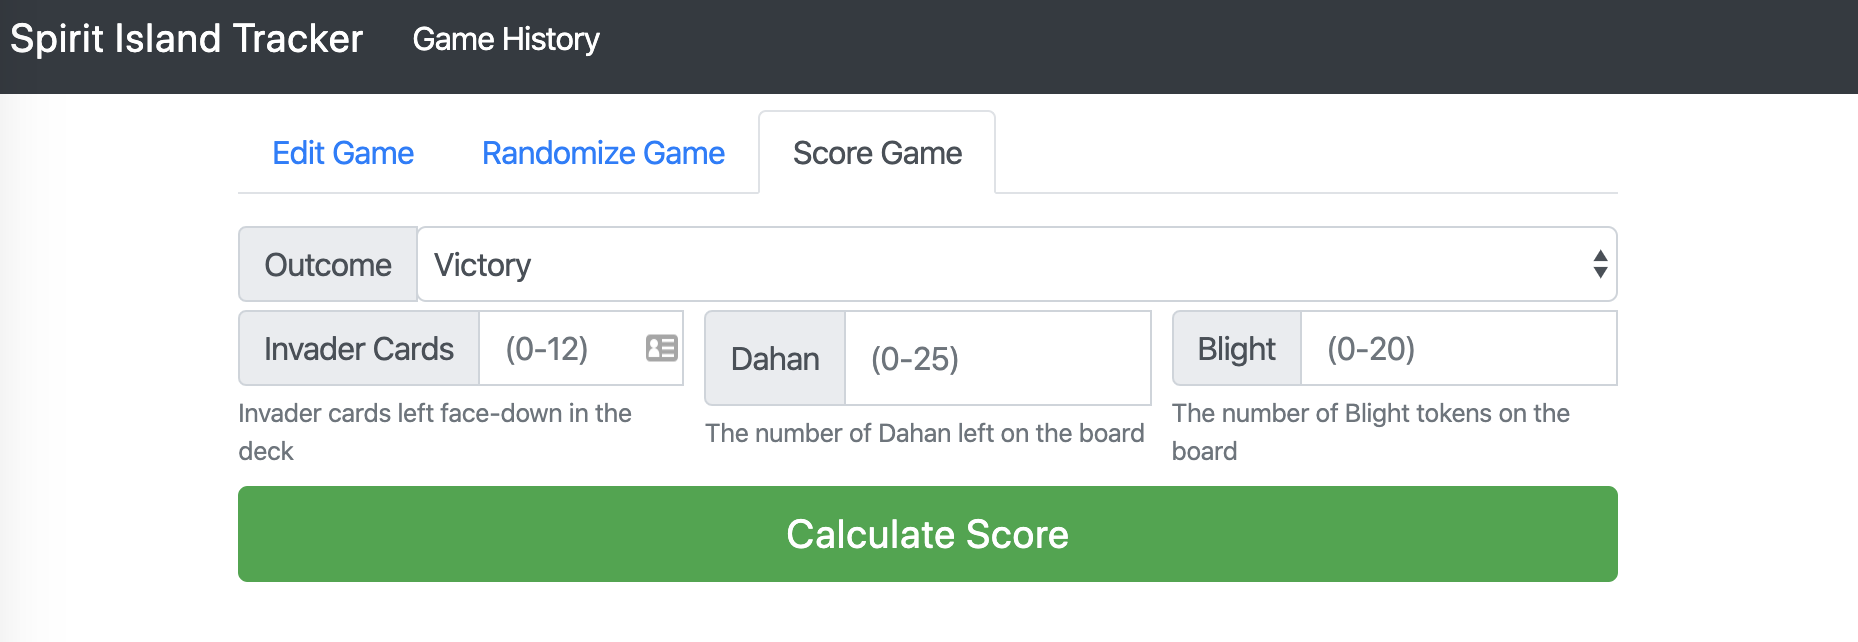 Spirit Island Tracker Game History
Edit Game Randomize Game Score Game
Outcome Victory
Invader Cards (0-12)
Invader cards left face-down in the
deck
Dahan (0-25)
The number of Dahan left on the board
Blight (0-20)
The number of Blight tokens on the
board
Calculate Score